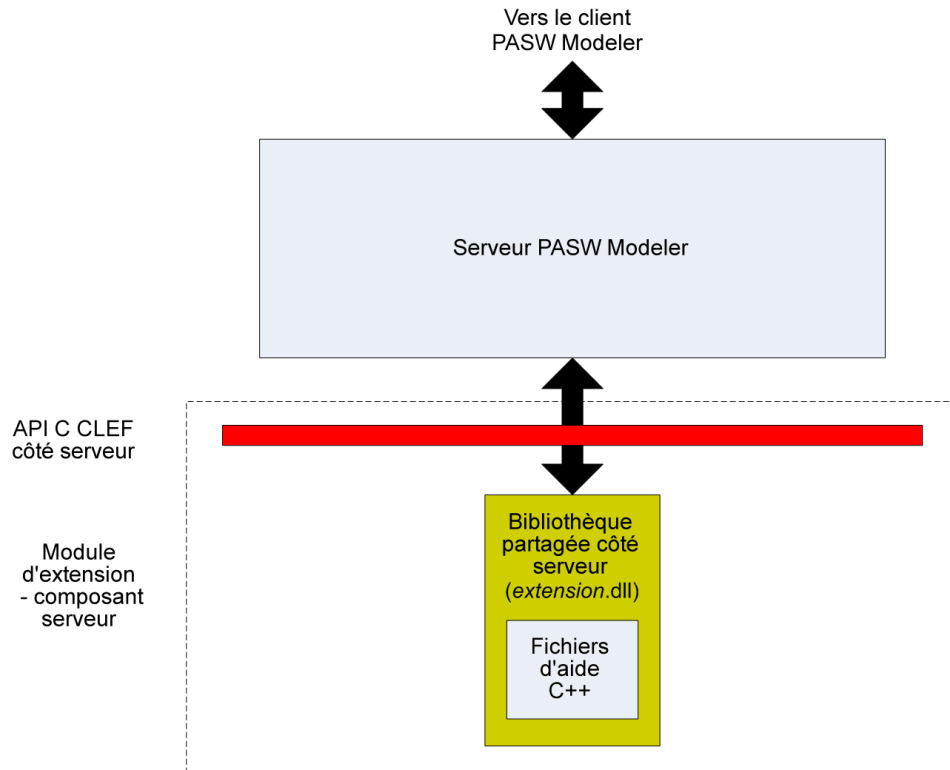 Vers le client
PASW Modeler
Serveur PASW Modeler
API C CLEF
côté serveur
Module
d'extension
- composant
serveur
Bibliothèque
partagée côté
serveur
(extension.dll)
Fichiers
d'aide
C++